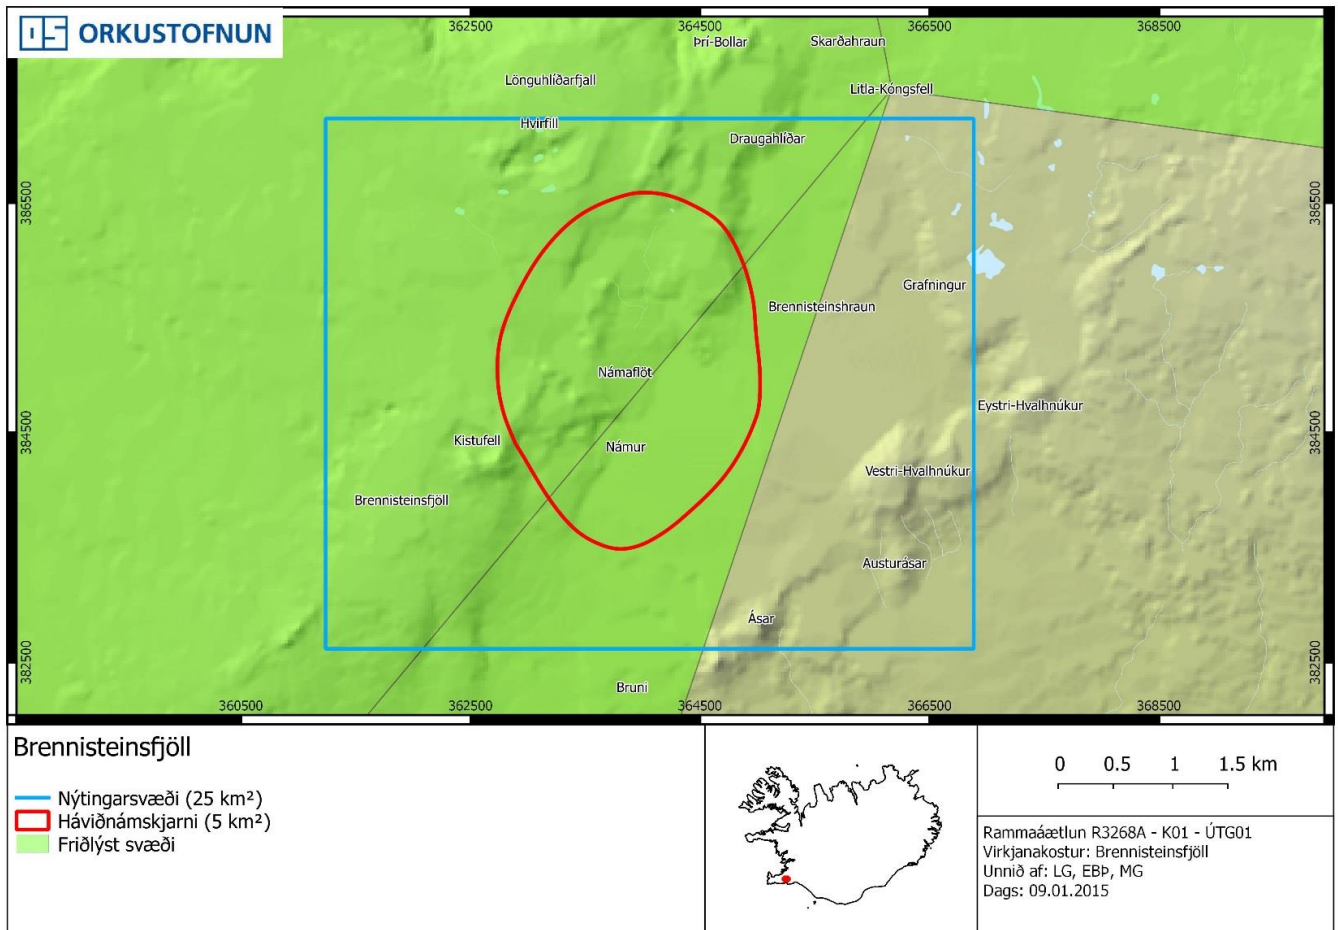 OS ORKUSTOFNUN
362500 364500 366500 368500
Þrí-Bollar
Skarðahraun
Lönguhlíðarfjall
Litla-Kóngsfell
Hvirfill
Draugahlíðar
386500
386500
Grafningur
Brennisteinshraun
Námaflöt
Eystri-Hvalhnúkur
384500
384500
Kistufell
Námur
Vestri-Hvalhnúkur
Brennisteinsfjöll
Austurásar
Ásar
382500
382500
Bruni
360500 362500 364500 366500 368500
Brennisteinsfjöll
Nýtingarsvæði (25 km²)
Háviðnámskjarni (5 km²)
Friðlýst svæði
0 0.5 1 1.5 km
Rammaáætlun R3268A - K01 - ÚTG01
Virkjanakostur: Brennisteinsfjöll
Unnið af: LG, EBÞ, MG
Dags: 09.01.2015